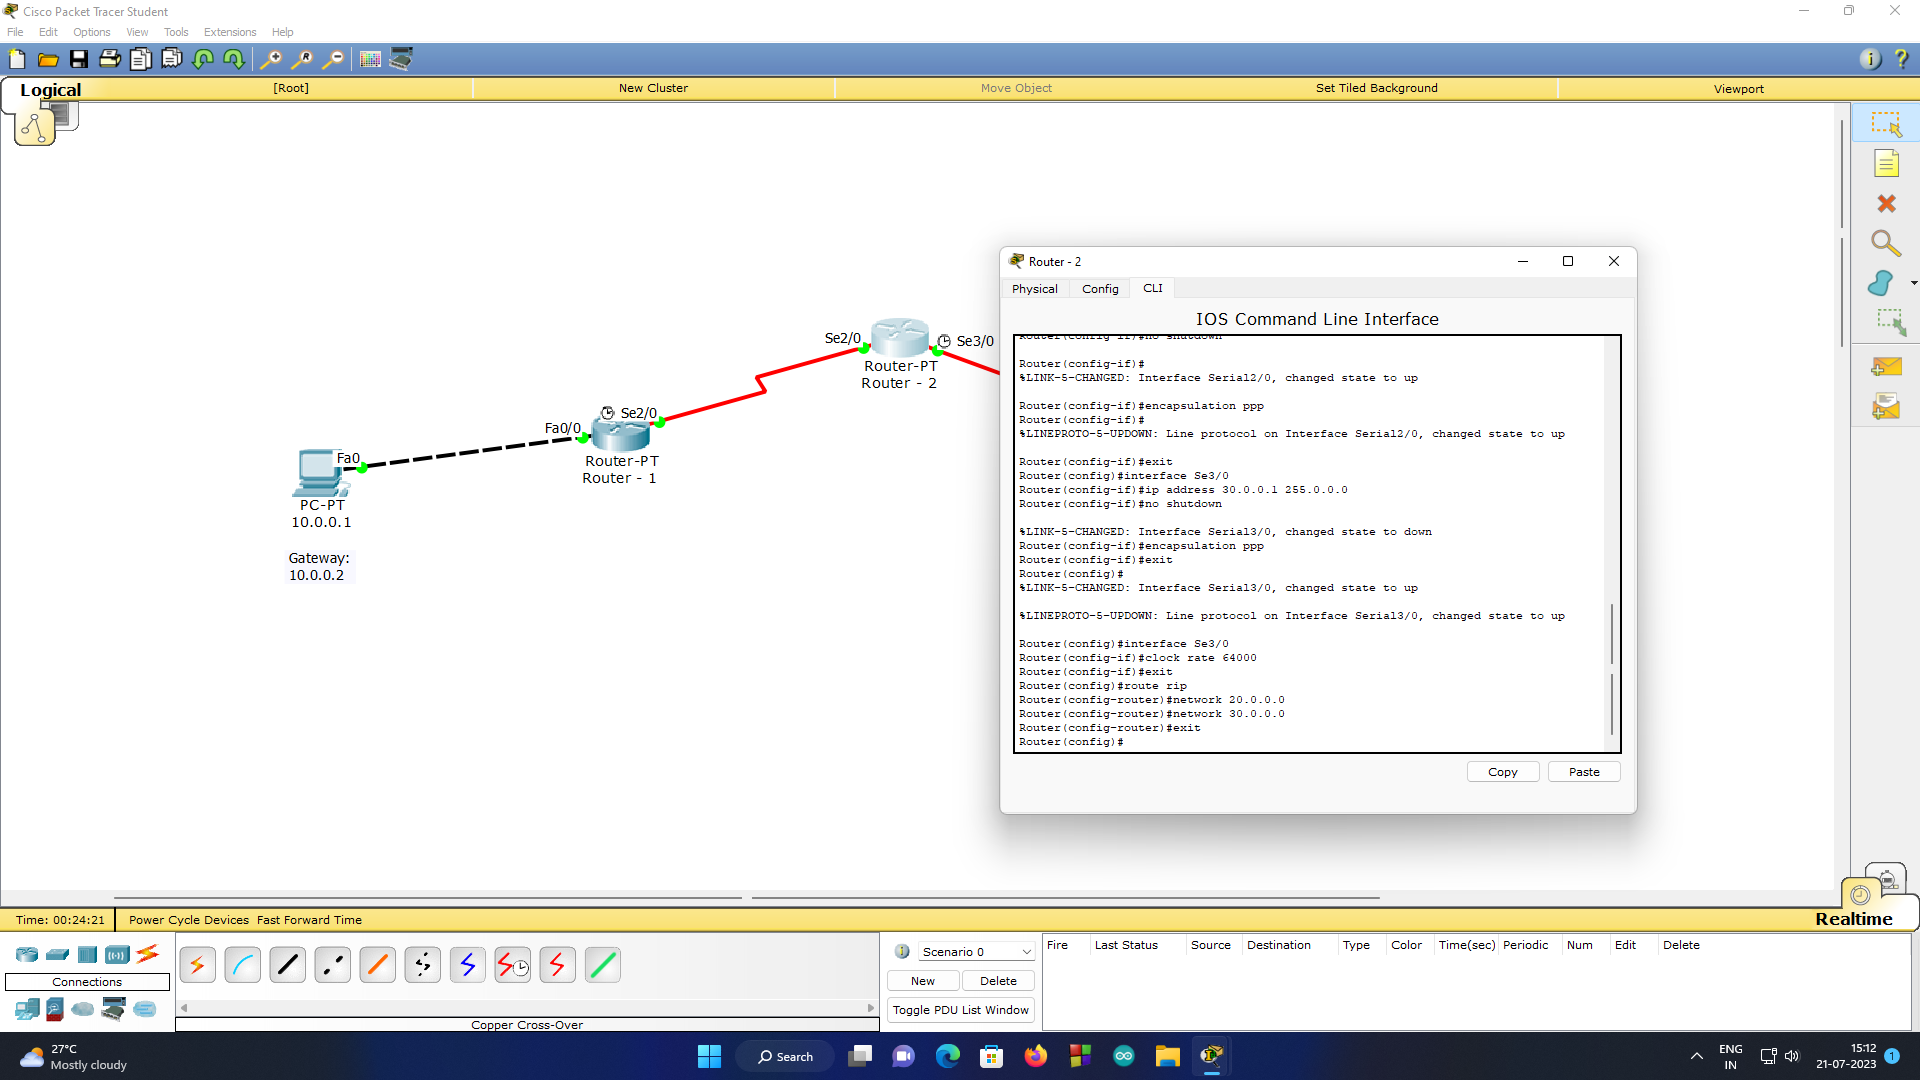 Cisco Packet Tracer Student
File Edit Options View Tools Extensions Help
Logical [Root] New Cluster Move Object Set Tiled Background Viewport
Router - 2
Physical Config CLI
IOS Command Line Interface
Router(config-if)#no shutdown
Router(config-if)#
%LINK-5-CHANGED: Interface Serial2/0, changed state to up
Router(config-if)#encapsulation ppp
Router(config-if)#
%LINEPROTO-5-UPDOWN: Line protocol on Interface Serial2/0, changed state to up
Router(config-if)#exit
Router(config)#interface Se3/0
Router(config-if)#ip address 30.0.0.1 255.0.0.0
Router(config-if)#no shutdown
%LINK-5-CHANGED: Interface Serial3/0, changed state to down
Router(config-if)#encapsulation ppp
Router(config-if)#exit
Router(config)#
%LINK-5-CHANGED: Interface Serial3/0, changed state to up
%LINEPROTO-5-UPDOWN: Line protocol on Interface Serial3/0, changed state to up
Router(config)#interface Se3/0
Router(config-if)#clock rate 64000
Router(config-if)#exit
Router(config)#route rip
Router(config-router)#network 20.0.0.0
Router(config-router)#network 30.0.0.0
Router(config-router)#exit
Router(config)#
Copy Paste
Se2/0 Se3/0
Router-PT
Router - 2
Fa0/0 Se2/0
Router-PT
Router - 1
Fa0
PC-PT
10.0.0.1
Gateway:
10.0.0.2
Time: 00:24:21 Power Cycle Devices Fast Forward Time
Realtime
Connections
Copper Cross-Over
Scenario 0
New Delete
Toggle PDU List Window
Fire Last Status Source Destination Type Color Time(sec) Periodic Num Edit Delete
27°C
Mostly cloudy
Search
ENG
IN
15:12
21-07-2023
1